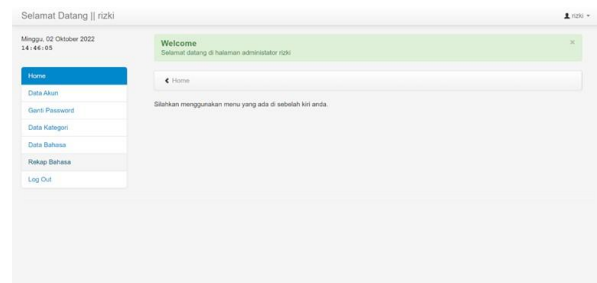 Selamat Datang || rizki
rizki
Minggu, 02 Oktober 2022
14:46:05
Welcome
Selamat datang di halaman administator rizki
×
Home
Data Akun
Ganti Password
Data Kategori
Data Bahasa
Rekap Bahasa
Log Out
Home
Silahkan menggunakan menu yang ada di sebelah kiri anda.